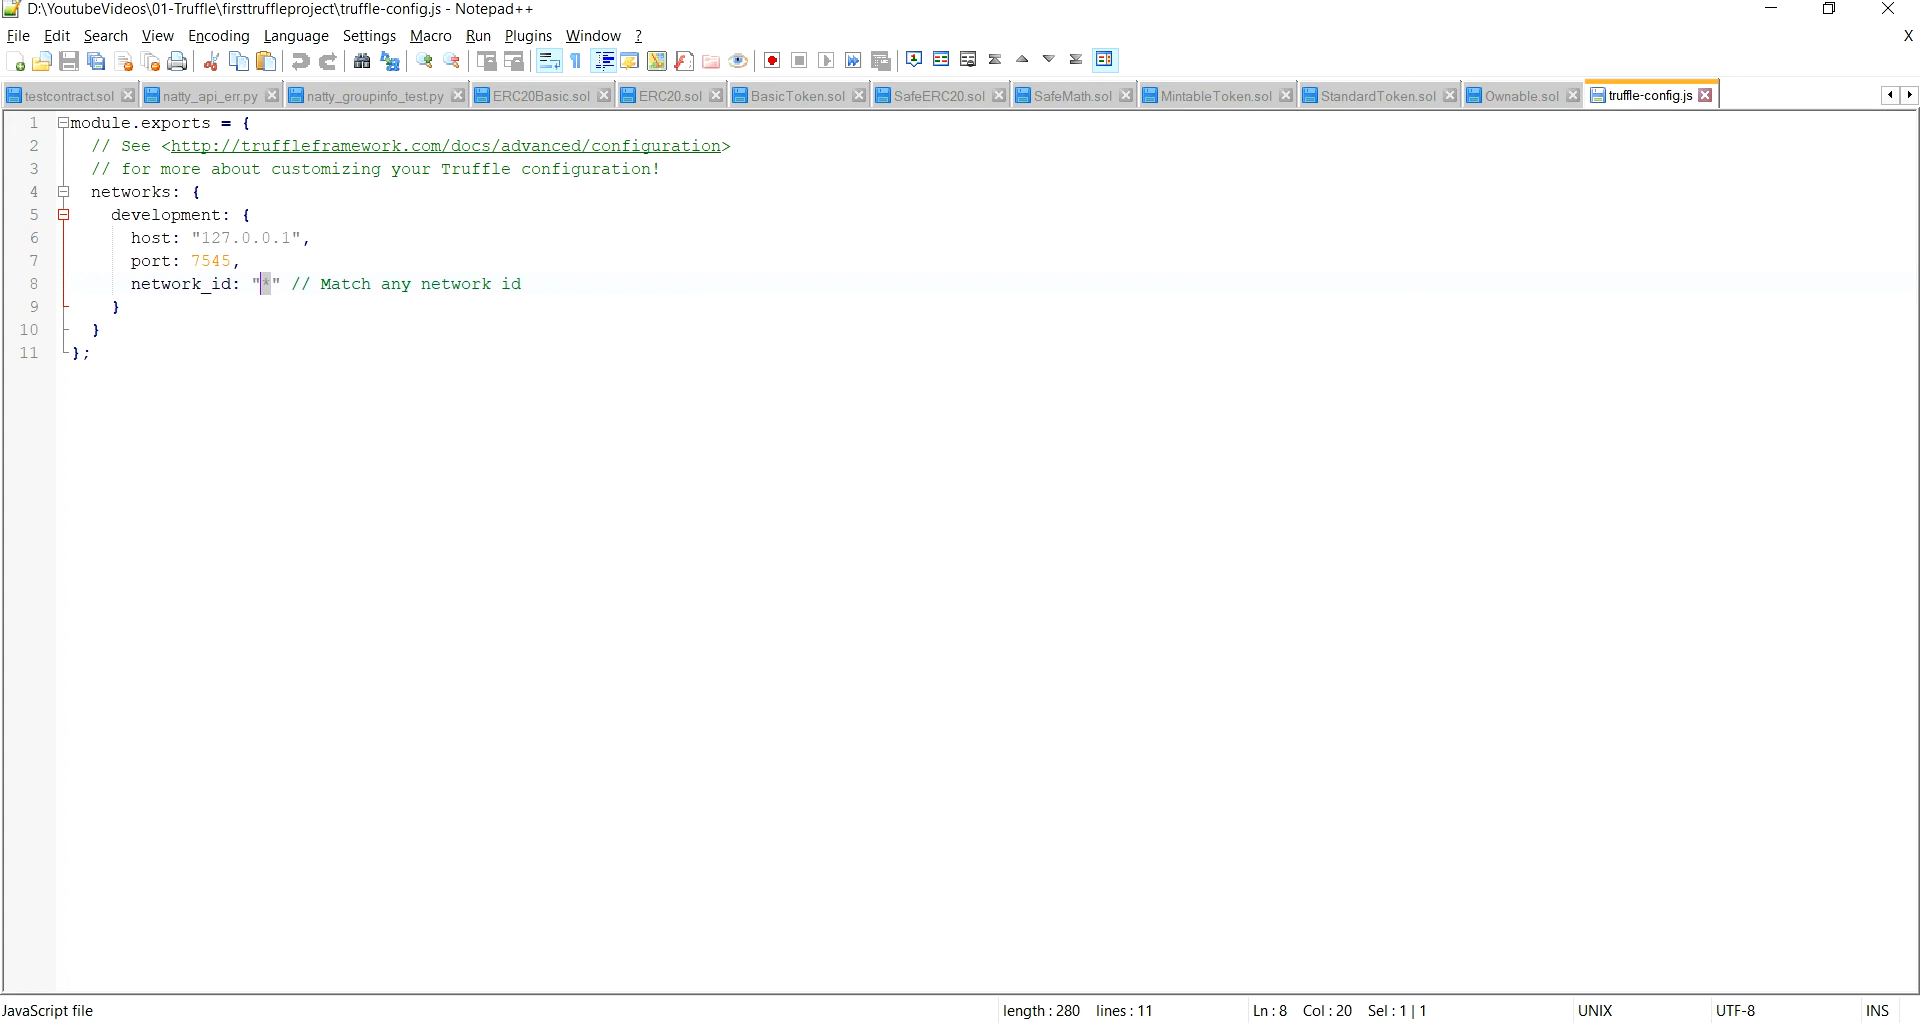 D:\YoutubeVideos\01-Truffle\firsttruffleproject\truffle-config.js - Notepad++
File Edit Search View Encoding Language Settings Macro Run Plugins Window ? X
testcontract.sol natty_api_err.py natty_groupinfo_test.py ERC20Basic.sol ERC20.sol BasicToken.sol SafeERC20.sol SafeMath.sol MintableToken.sol StandardToken.sol Ownable.sol truffle-config.js
1 module.exports = {
2 // See <http://truffleframework.com/docs/advanced/configuration>
3 // for more about customizing your Truffle configuration!
4 networks: {
5 development: {
6 host: "127.0.0.1",
7 port: 7545,
8 network_id: "*" // Match any network id
9 }
10 }
11 };
JavaScript file length : 280 lines : 11 Ln : 8 Col : 20 Sel : 1 | 1 UNIX UTF-8 INS